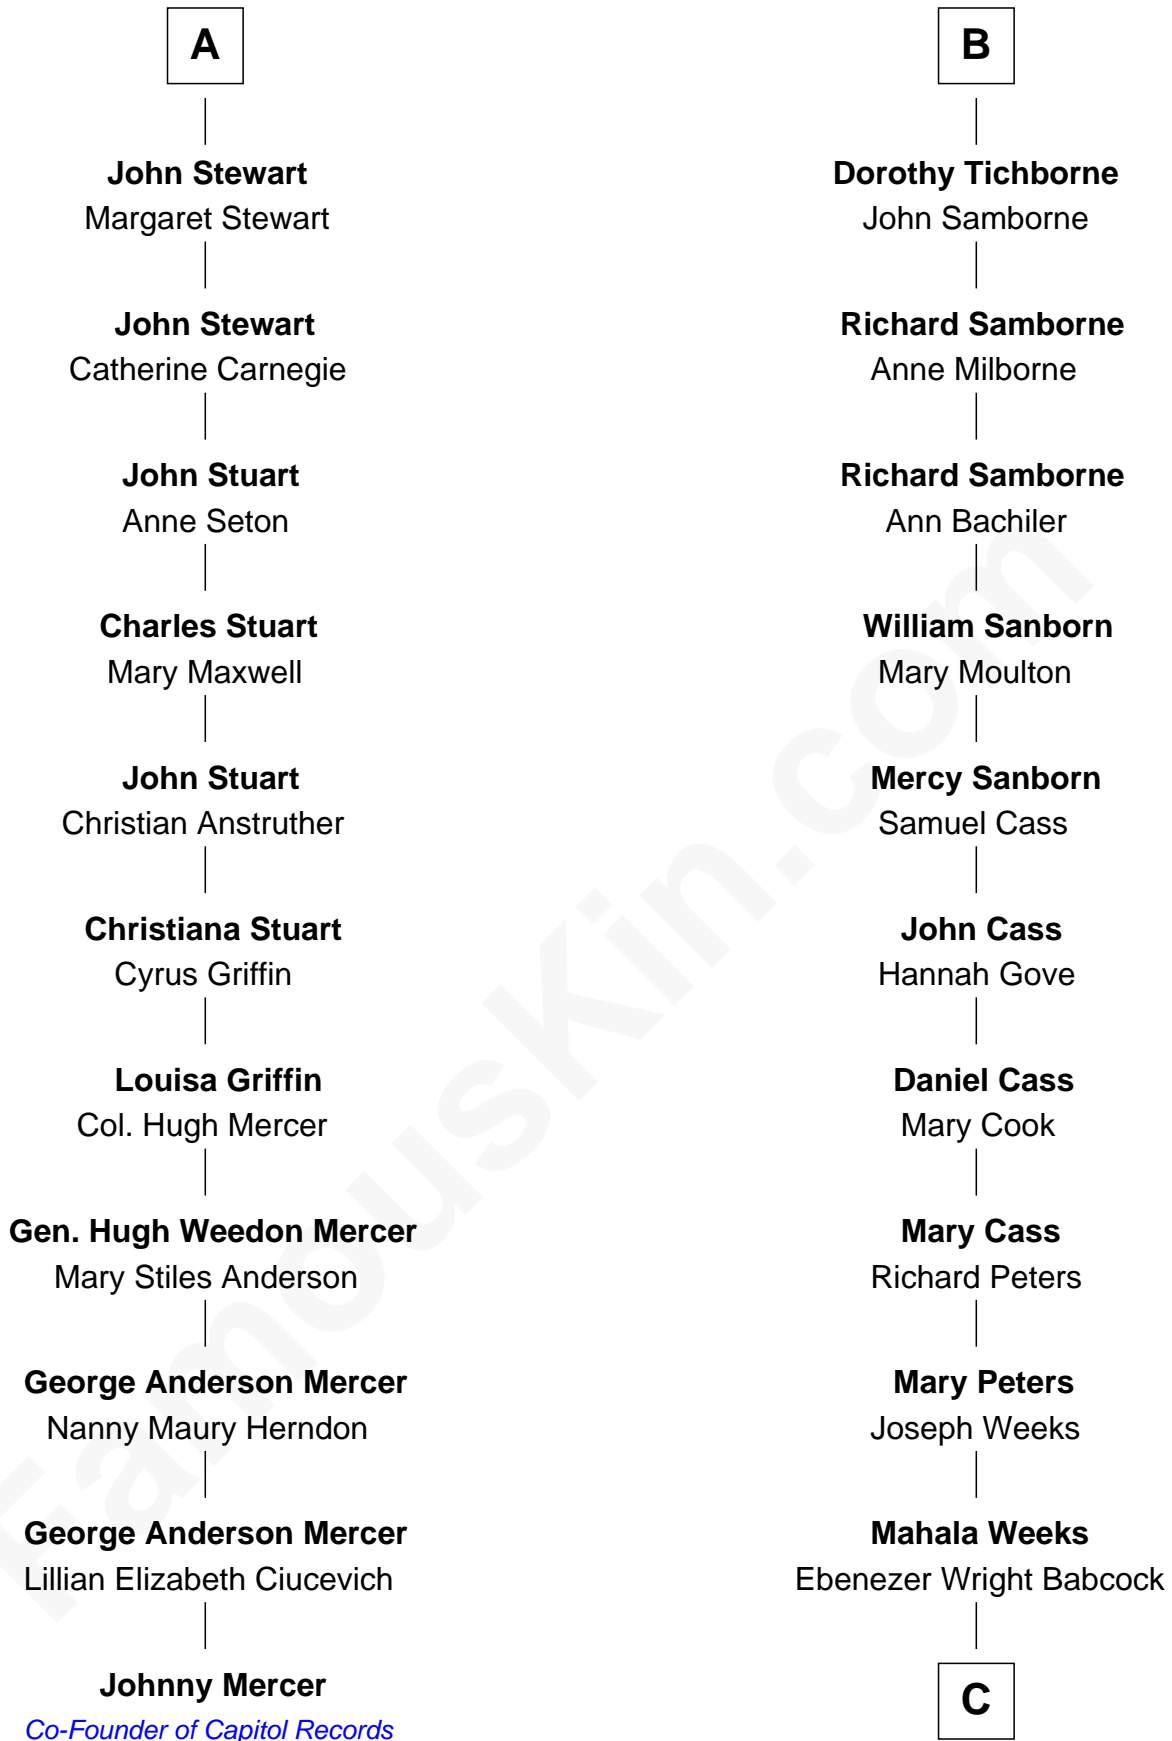 A
John Stewart
Margaret Stewart
John Stewart
Catherine Carnegie
John Stuart
Anne Seton
Charles Stuart
Mary Maxwell
John Stuart
Christian Anstruther
Christiana Stuart
Cyrus Griffin
Louisa Griffin
Col. Hugh Mercer
Gen. Hugh Weedon Mercer
Mary Stiles Anderson
George Anderson Mercer
Nanny Maury Herndon
George Anderson Mercer
Lillian Elizabeth Ciucevich
Johnny Mercer
Co-Founder of Capitol Records
B
Dorothy Tichborne
John Samborne
Richard Samborne
Anne Milborne
Richard Samborne
Ann Bachiler
William Sanborn
Mary Moulton
Mercy Sanborn
Samuel Cass
John Cass
Hannah Gove
Daniel Cass
Mary Cook
Mary Cass
Richard Peters
Mary Peters
Joseph Weeks
Mahala Weeks
Ebenezer Wright Babcock
C
FamousKin.com